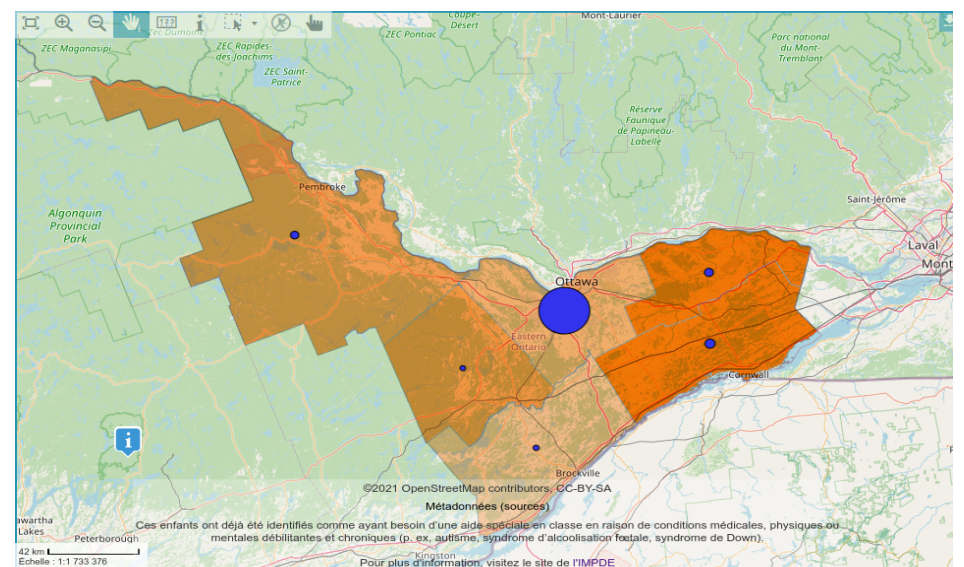 Mont-Laurier
Coupe-
Désert
ZEC Dumoine
ZEC Pontiac
ZEC Maganasipi
ZEC Rapides-
des-Joachims
Parc national
du Mont-
Tremblant
ZEC Saint-
Patrice
Réserve
Faunique
de Papineau-
Labelle
Pembroke
Saint-Jérôme
Algonquin
Provincial
Park
Laval
Mont
Ottawa
Eastern
Ontario
Cornwall
Brockville
©2021 OpenStreetMap contributors, CC-BY-SA
Métadonnées (sources)
awartha
Lakes
Peterborough
Ces enfants ont déjà été identifiés comme ayant besoin d'une aide spéciale en classe en raison de conditions médicales, physiques ou
mentales débilitantes et chroniques (p. ex, autisme, syndrome d'alcoolisation fœtale, syndrome de Down).
42 km
Kingston
Échelle : 1:1 733 376
Pour plus d'information, visitez le site de l'IMPDE